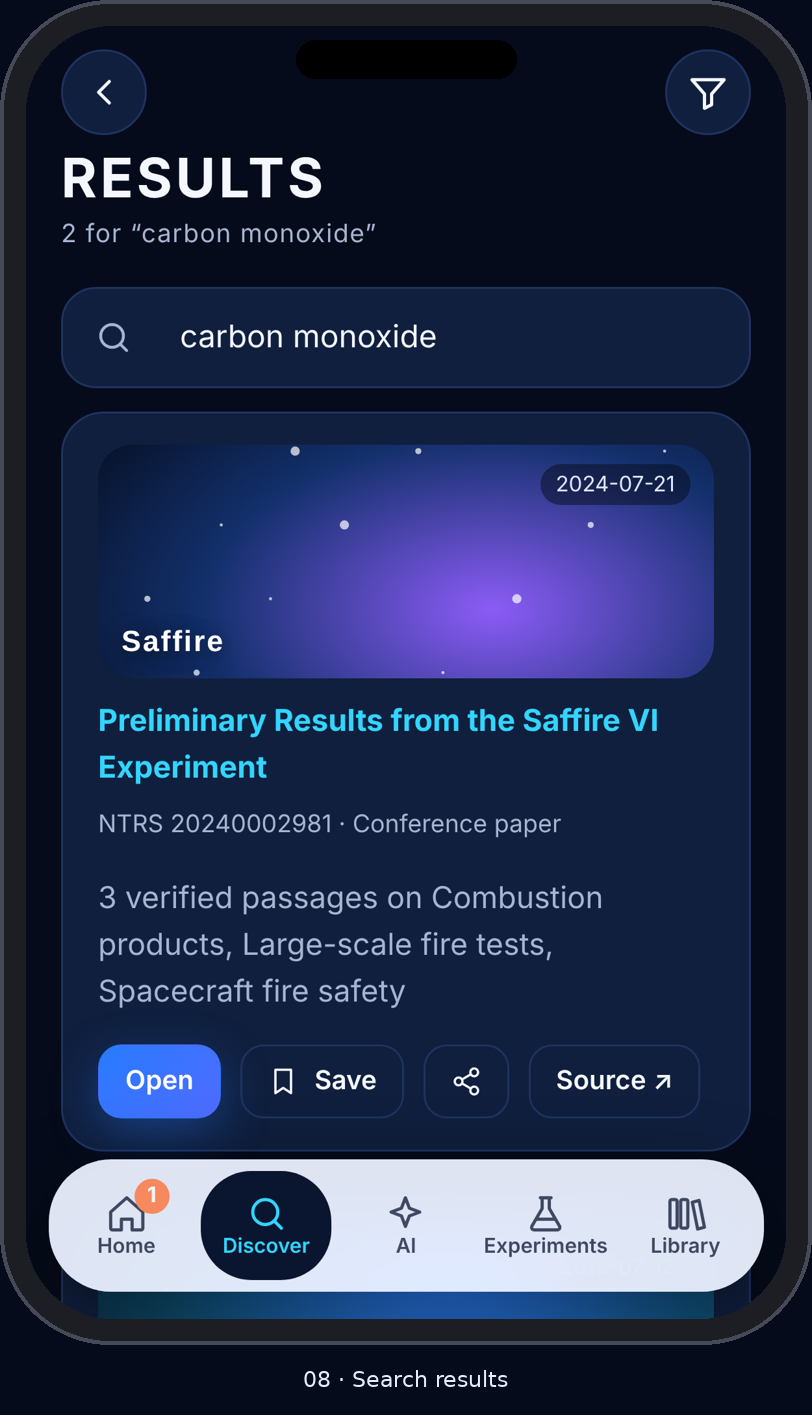 RESULTS
2 for “carbon monoxide”
carbon monoxide
2024-07-21
Saffire
Preliminary Results from the Saffire VI
Experiment
NTRS 20240002981 · Conference paper
3 verified passages on Combustion
products, Large-scale fire tests,
Spacecraft fire safety
Open
Save
Source ↗
1
Home
Discover
AI
Experiments
Library
08 · Search results